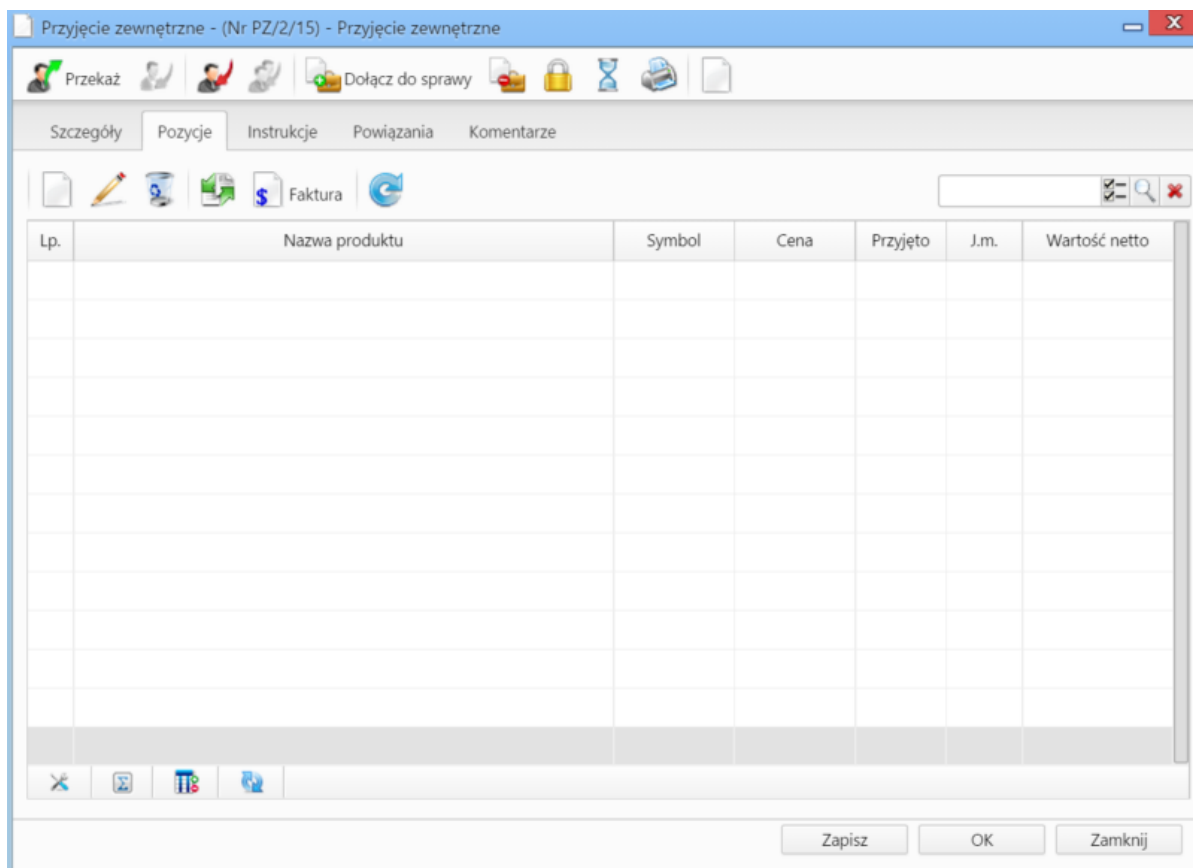 Przyjęcie zewnętrzne - (Nr PZ/2/15) - Przyjęcie zewnętrzne
Przekaż Dołącz do sprawy
Szczegóły Pozycje Instrukcje Powiązania Komentarze
$ Faktura
Lp. Nazwa produktu Symbol Cena Przyjęto J.m. Wartość netto
Σ
Zapisz OK Zamknij